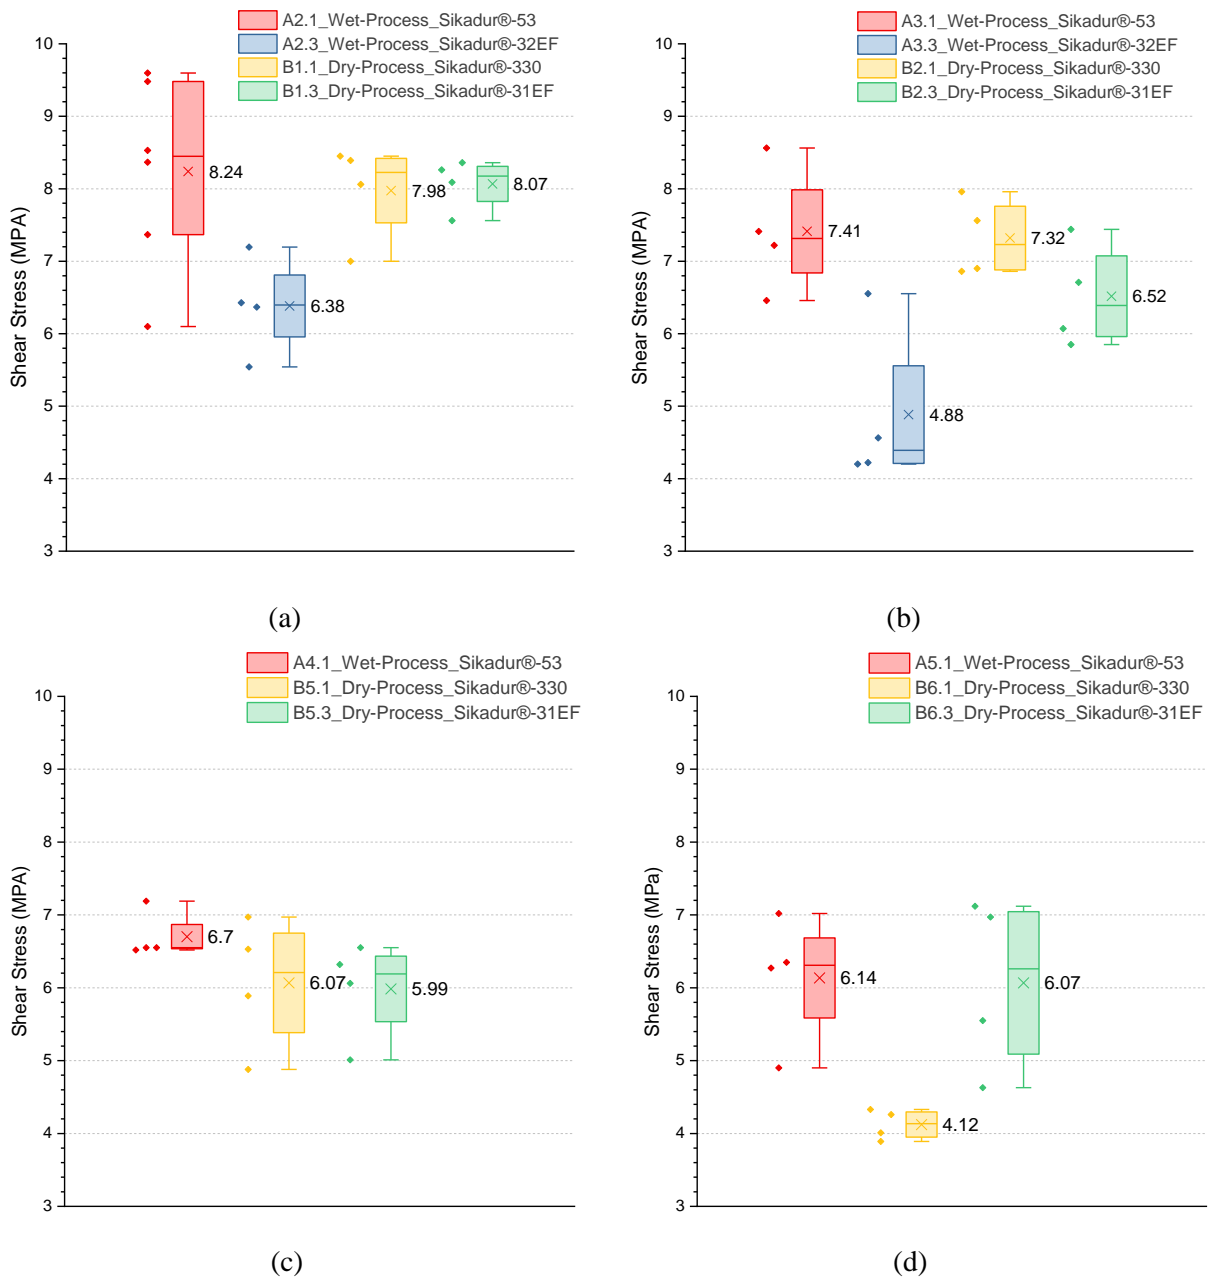 A2.1_Wet-Process_Sikadur®-53
A2.3_Wet-Process_Sikadur®-32EF
B1.1_Dry-Process_Sikadur®-330
B1.3_Dry-Process_Sikadur®-31EF
10
9
8
7
6
5
4
3
Shear Stress (MPA)
8.24
6.38
7.98
8.07
(a)
A3.1_Wet-Process_Sikadur®-53
A3.3_Wet-Process_Sikadur®-32EF
B2.1_Dry-Process_Sikadur®-330
B2.3_Dry-Process_Sikadur®-31EF
10
9
8
7
6
5
4
3
Shear Stress (MPA)
7.41
4.88
7.32
6.52
(b)
A4.1_Wet-Process_Sikadur®-53
B5.1_Dry-Process_Sikadur®-330
B5.3_Dry-Process_Sikadur®-31EF
10
9
8
7
6
5
4
3
Shear Stress (MPA)
6.7
6.07
5.99
(c)
A5.1_Wet-Process_Sikadur®-53
B6.1_Dry-Process_Sikadur®-330
B6.3_Dry-Process_Sikadur®-31EF
10
9
8
7
6
5
4
3
Shear Stress (MPa)
6.14
4.12
6.07
(d)